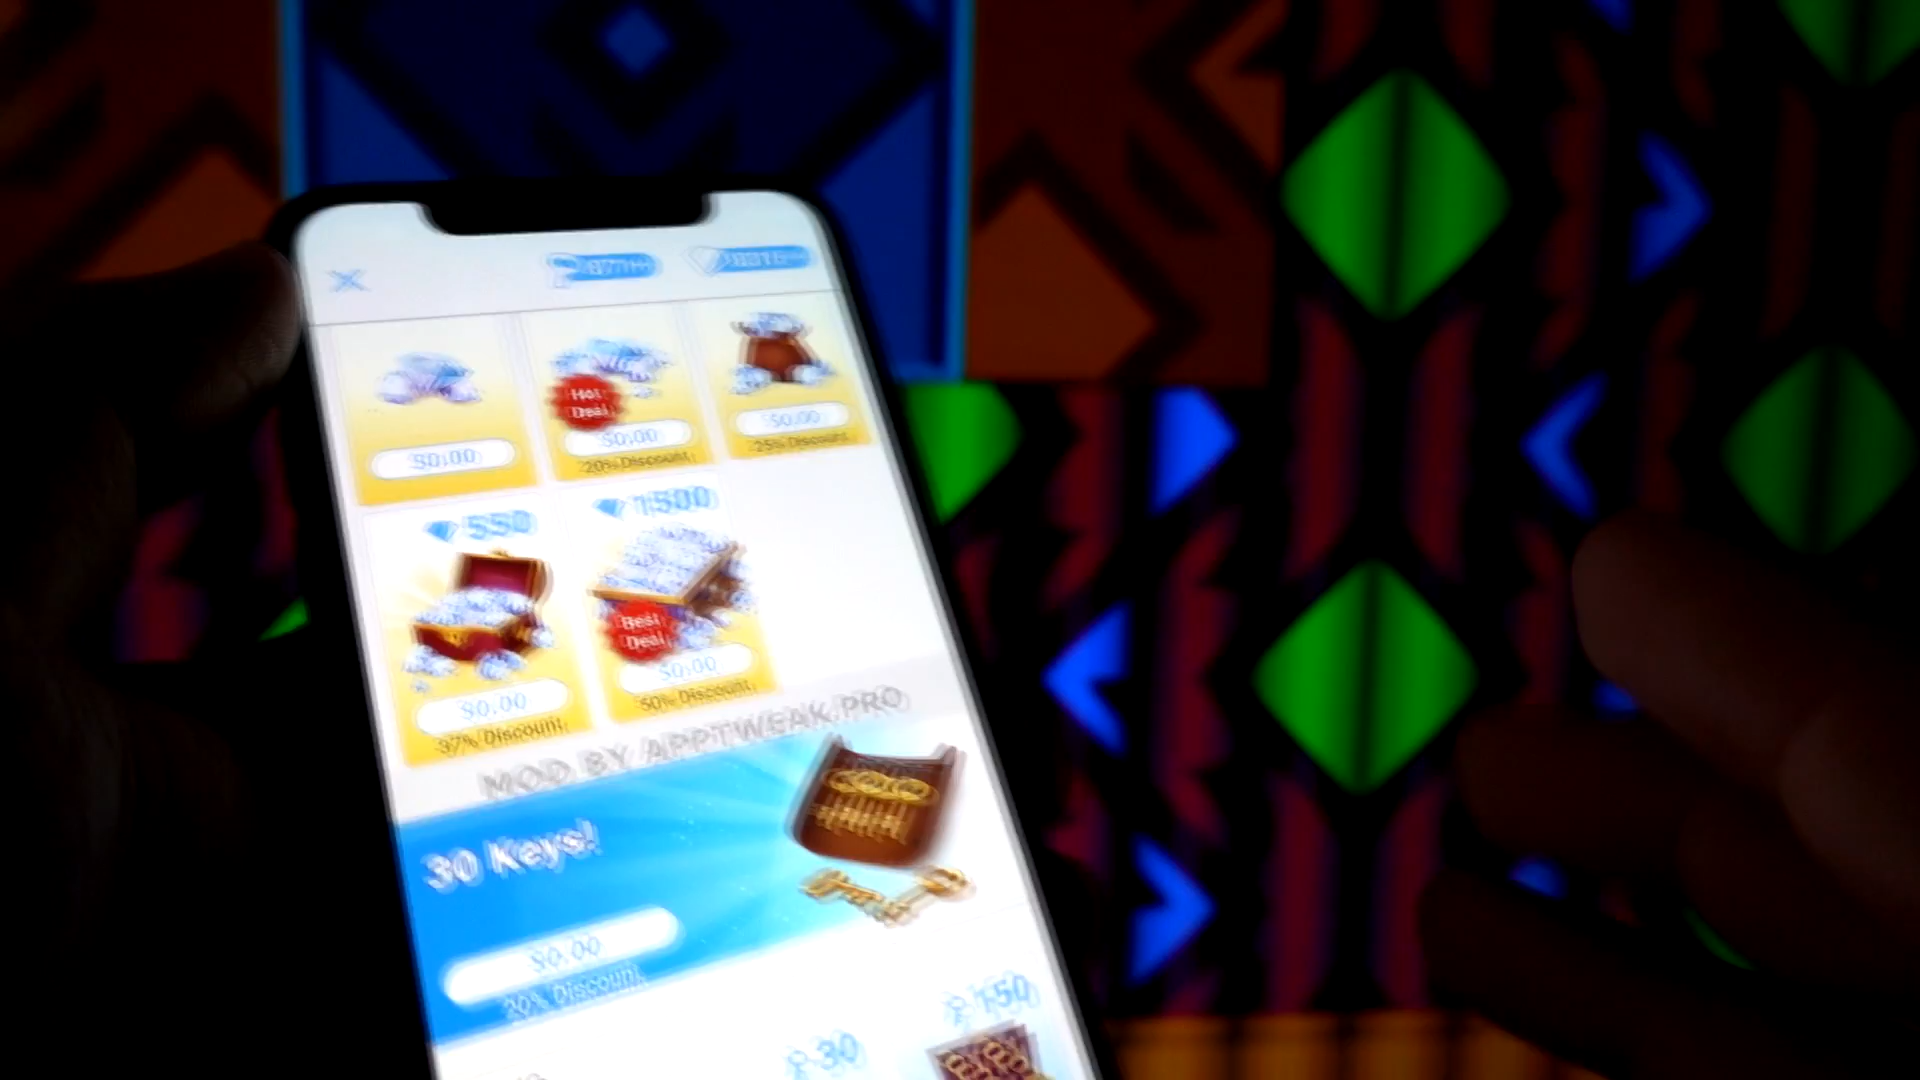 $0.00
Hot
Deal
$0.00
20% Discount
$0.00
25% Discount
550
1500
Best
Deal
$0.00
37% Discount
$0.00
50% Discount
MOD BY APPTWEAK.PRO
30 Keys!
$0.00
20% Discount
30
150